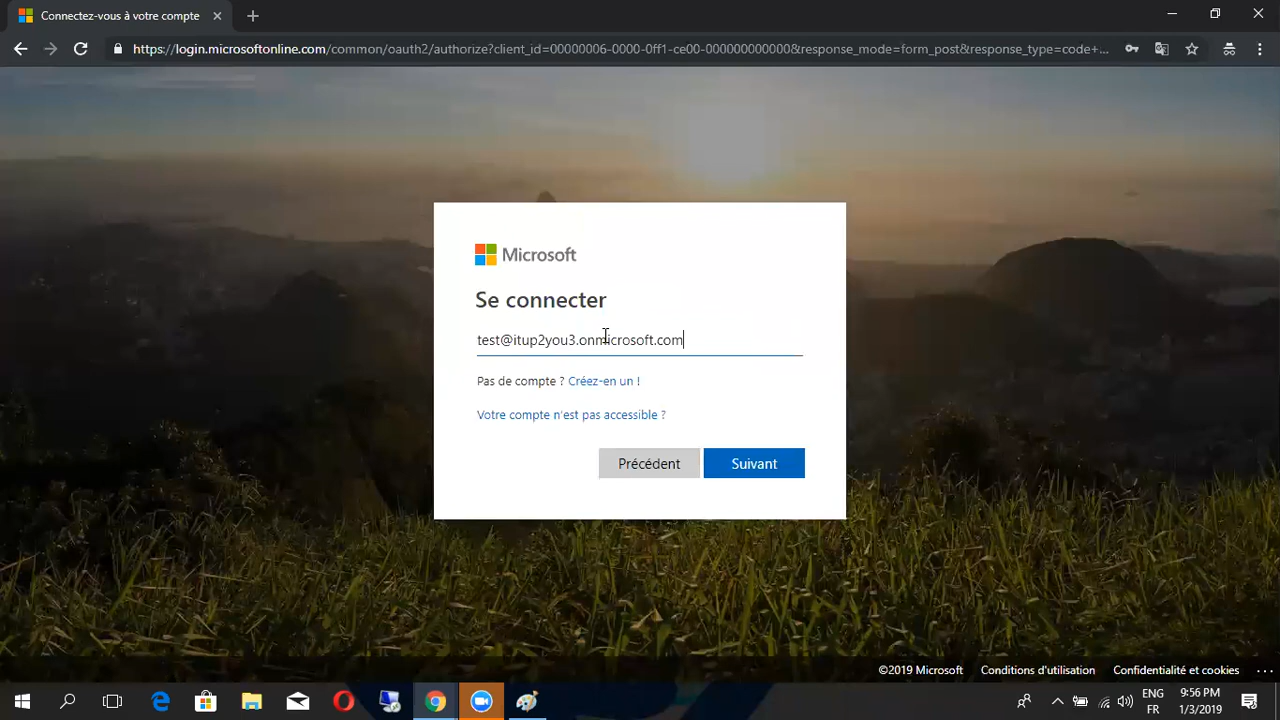 Connectez-vous à votre compte
https://login.microsoftonline.com/common/oauth2/authorize?client_id=00000006-0000-0ff1-ce00-000000000000&response_mode=form_post&response_type=code+...
Microsoft
Se connecter
test@itup2you3.onmicrosoft.com
Pas de compte ? Créez-en un !
Votre compte n'est pas accessible ?
Précédent Suivant
©2019 Microsoft Conditions d'utilisation Confidentialité et cookies ...
ENG 9:56 PM
FR 1/3/2019